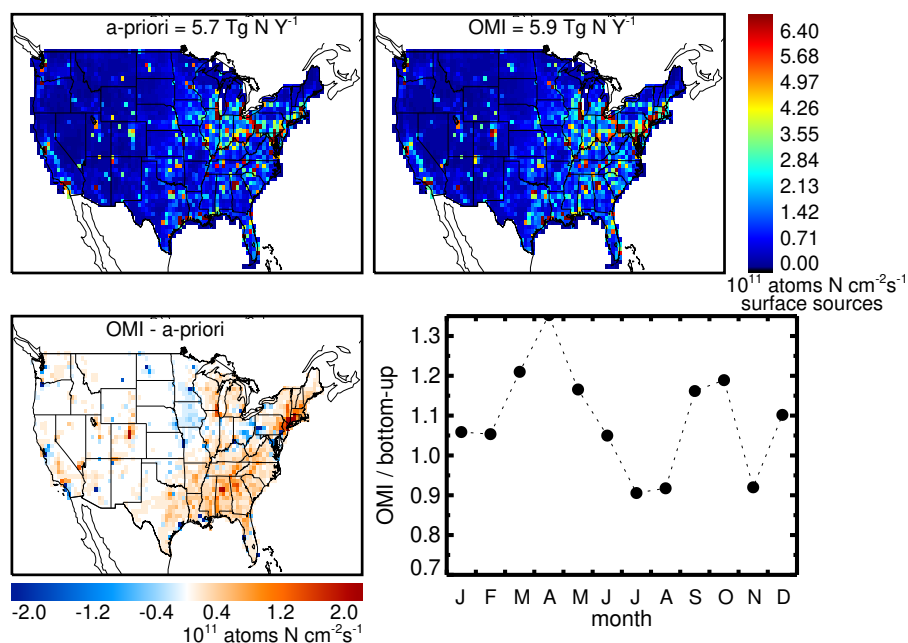 a-priori = 5.7 Tg N Y⁻¹
OMI = 5.9 Tg N Y⁻¹
6.40
5.68
4.97
4.26
3.55
2.84
2.13
1.42
0.71
0.00
10¹¹ atoms N cm⁻²s⁻¹
surface sources
OMI - a-priori
-2.0 -1.2 -0.4 0.4 1.2 2.0
10¹¹ atoms N cm⁻²s⁻¹
OMI / bottom-up
1.3
1.2
1.1
1.0
0.9
0.8
0.7
J F M A M J J A S O N D
month